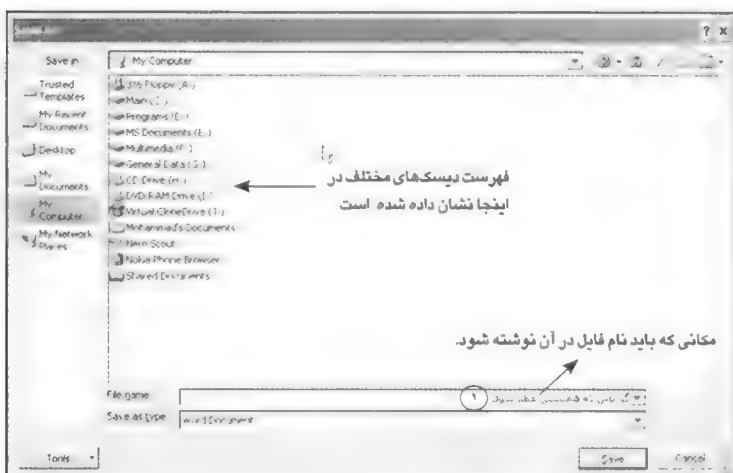 Save in
My Computer
Trusted
Templates
My Recent
Documents
Desktop
My
Documents
My
Computer
My Network
Places
Floppy (A:)
Main
Programs
MS Documents
Multimedia
General Data
CD Drive
DVD-RAM Drive
Virtual CloneDrive
Mohammad's Documents
Nero Scout
Nokia Phone Browser
Shared Documents
فهرست دیسک‌های مختلف در
اینجا نشان داده شده است
مکانی که باید نام فایل در آن نوشته شود.
File name
۱
Save as type
Word Document
Tools
Save
Cancel